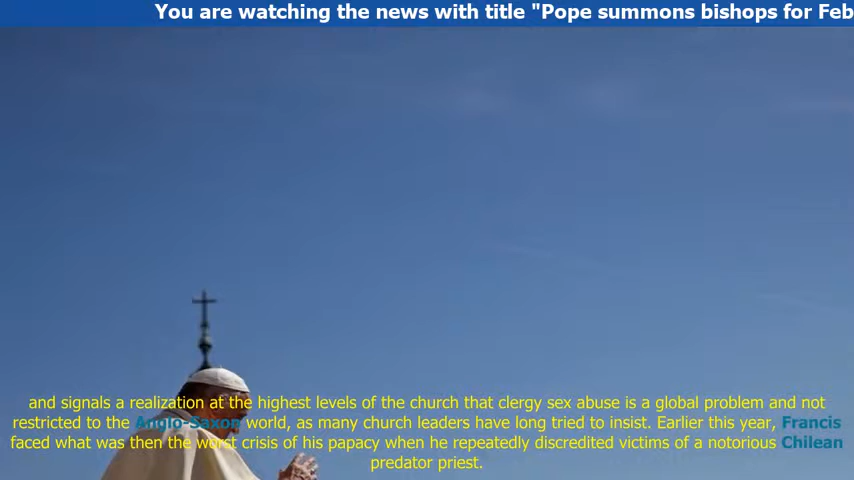 You are watching the news with title "Pope summons bishops for Feb
and signals a realization at the highest levels of the church that clergy sex abuse is a global problem and not
restricted to the Anglo-Saxon world, as many church leaders have long tried to insist. Earlier this year, Francis
faced what was then the worst crisis of his papacy when he repeatedly discredited victims of a notorious Chilean
predator priest.